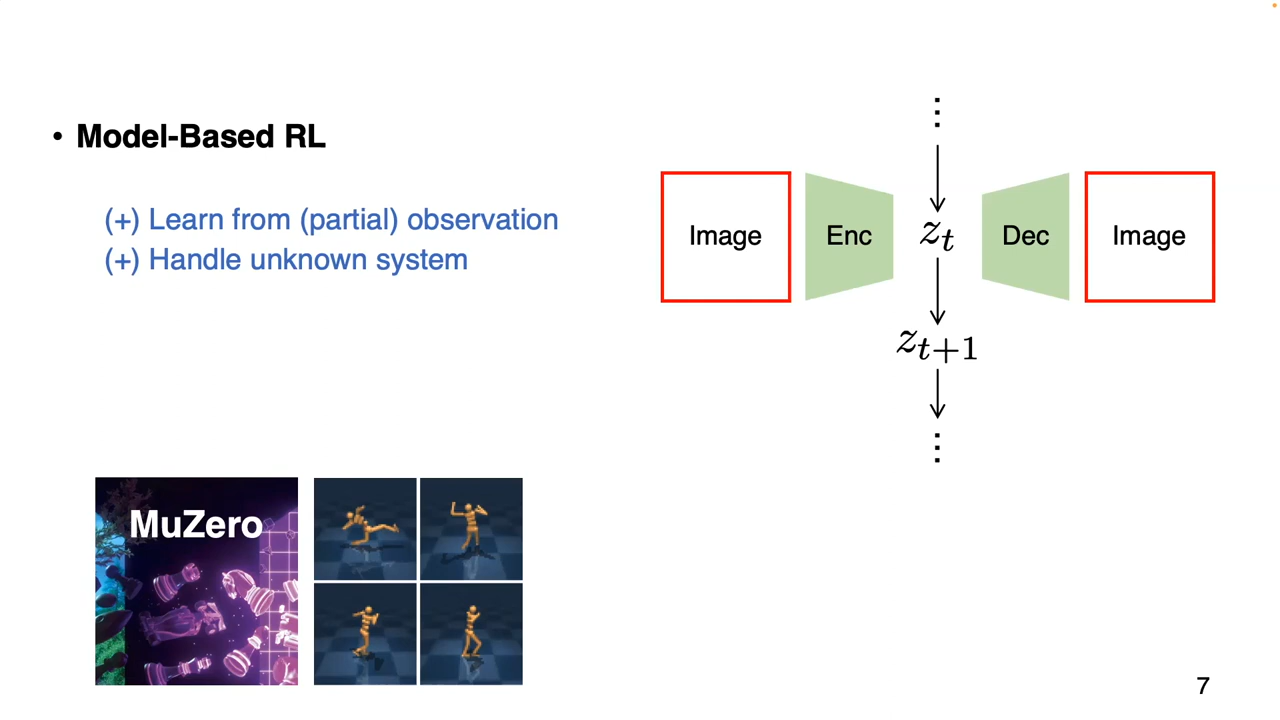 • Model-Based RL
(+) Learn from (partial) observation
(+) Handle unknown system
⋮
Image
Enc
z_t
Dec
Image
z_{t+1}
⋮
MuZero
7